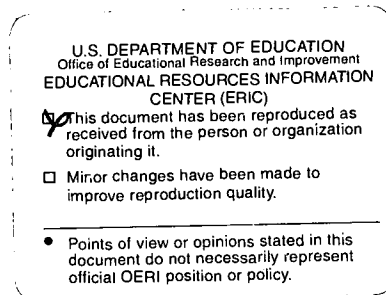 U.S. DEPARTMENT OF EDUCATION
Office of Educational Research and Improvement
EDUCATIONAL RESOURCES INFORMATION
CENTER (ERIC)
This document has been reproduced as
received from the person or organization
originating it.
□ Minor changes have been made to
improve reproduction quality.
● Points of view or opinions stated in this
document do not necessarily represent
official OERI position or policy.